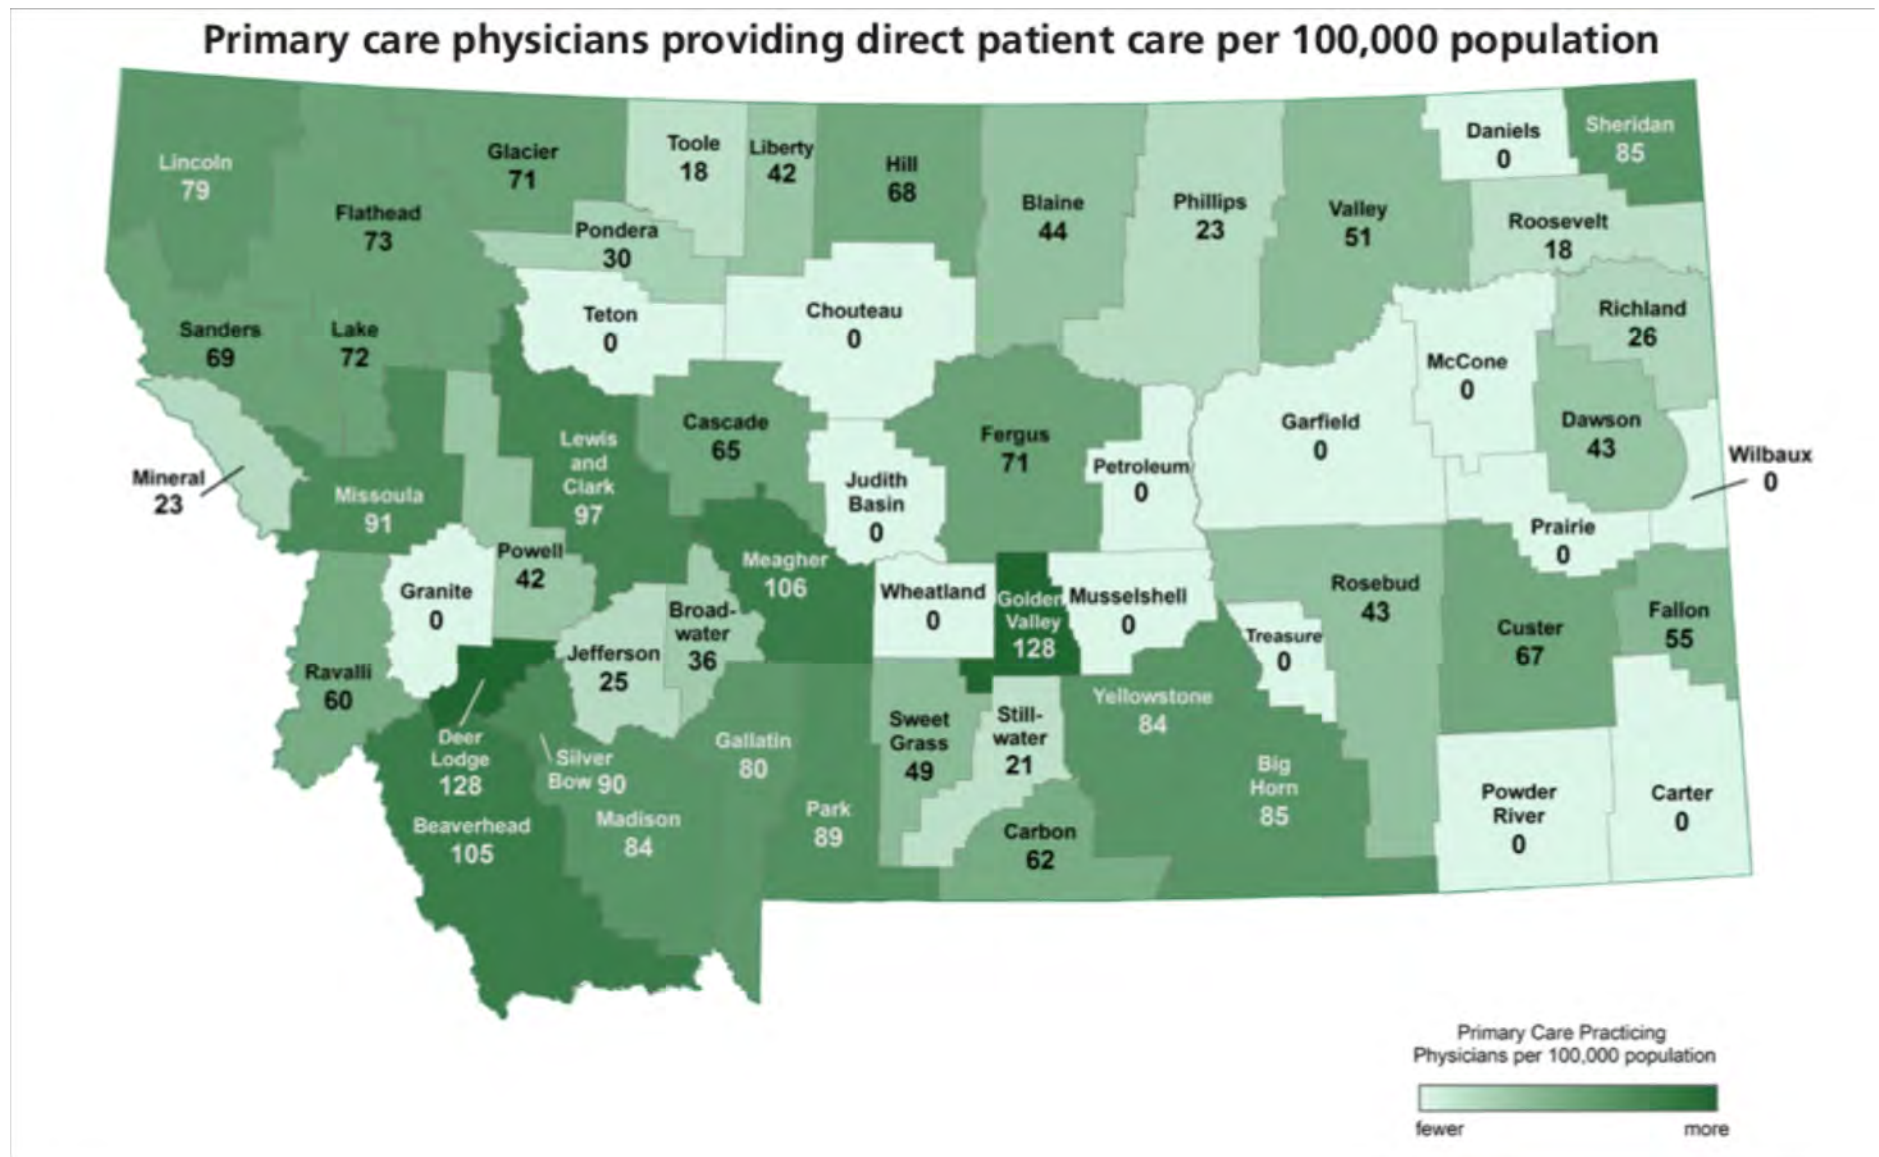 Primary care physicians providing direct patient care per 100,000 population
Lincoln
79
Flathead
73
Glacier
71
Toole
18
Liberty
42
Hill
68
Blaine
44
Phillips
23
Valley
51
Daniels
0
Sheridan
85
Pondera
30
Roosevelt
18
Teton
0
Chouteau
0
Richland
26
Sanders
69
Lake
72
McCone
0
Cascade
65
Fergus
71
Garfield
0
Dawson
43
Wilbaux
0
Mineral
23
Missoula
91
Lewis
and
Clark
97
Judith
Basin
0
Petroleum
0
Prairie
0
Powell
42
Meagher
106
Granite
0
Wheatland
0
Golden
Valley
128
Musselshell
0
Rosebud
43
Custer
67
Fallon
55
Broad-
water
36
Jefferson
25
Treasure
0
Ravalli
60
Deer
Lodge
128
Silver
Bow 90
Gallatin
80
Sweet
Grass
49
Still-
water
21
Yellowstone
84
Big
Horn
85
Powder
River
0
Carter
0
Beaverhead
105
Madison
84
Park
89
Carbon
62
Primary Care Practicing
Physicians per 100,000 population
fewer
more